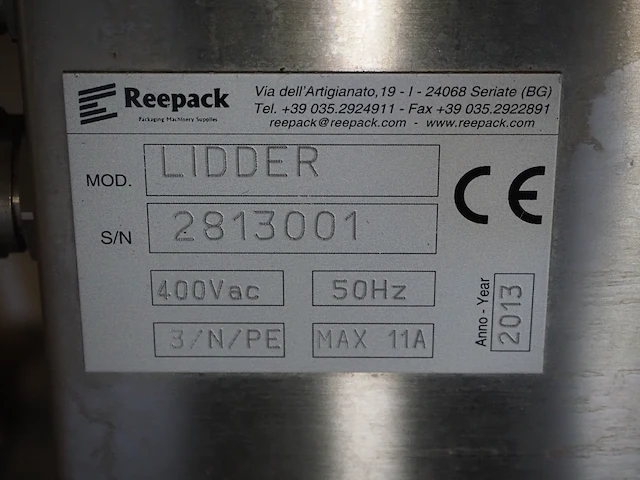 Reepack
Packaging Machinery Supplies
Via dell'Artigianato,19 - I - 24068 Seriate (BG)
Tel. +39 035.2924911 - Fax +39 035.2922891
reepack@reepack.com - www.reepack.com
MOD. LIDDER
CE
S/N 2813001
400Vac 50Hz
3/N/PE MAX 11A
Anno - Year 2013